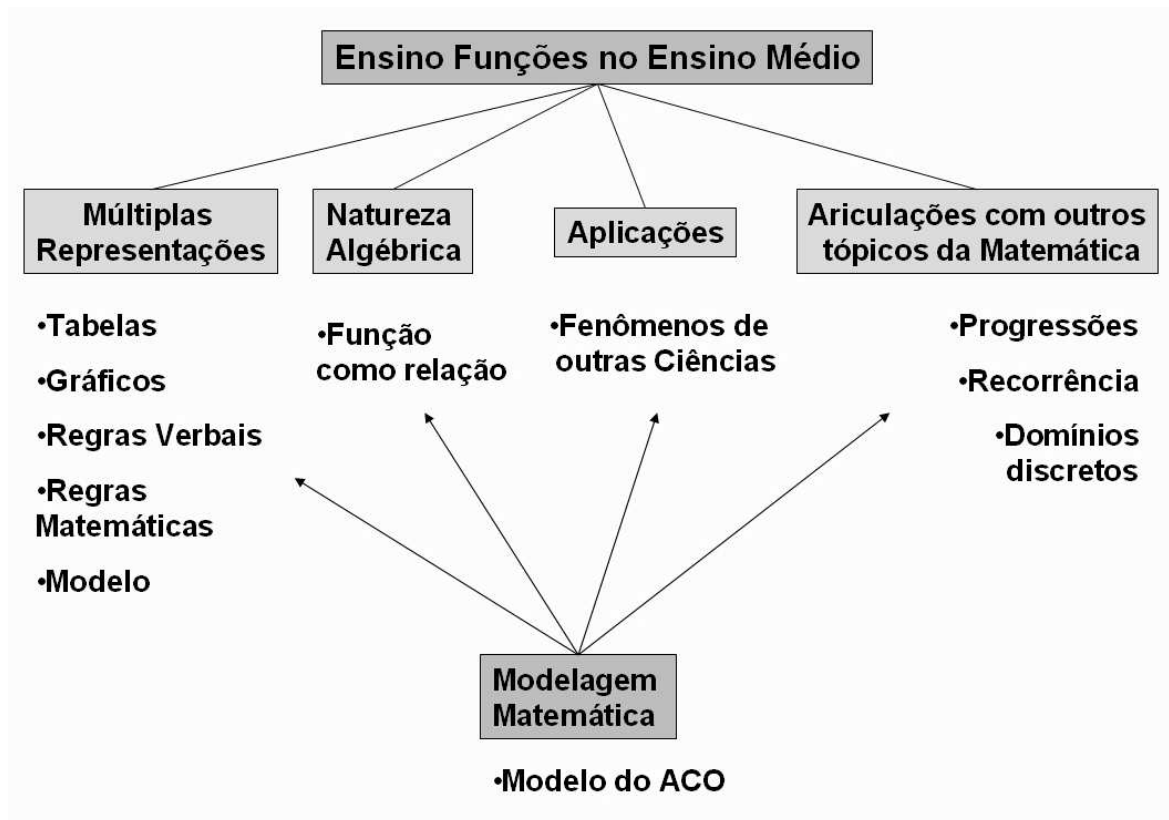 Ensino Funções no Ensino Médio
Múltiplas
Representações
•Tabelas
•Gráficos
•Regras Verbais
•Regras
Matemáticas
•Modelo
Natureza
Algébrica
•Função
como relação
Aplicações
•Fenômenos de
outras Ciências
Ariculações com outros
tópicos da Matemática
•Progressões
•Recorrência
•Domínios
discretos
Modelagem
Matemática
•Modelo do ACO